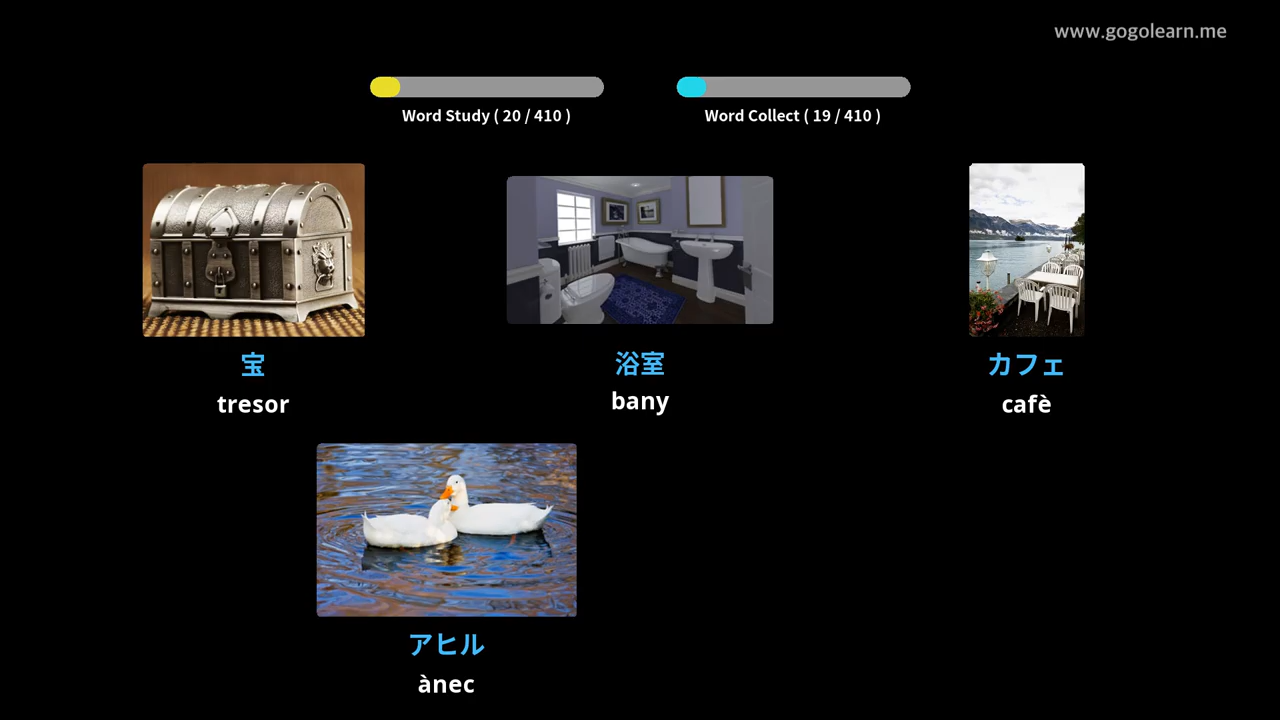 www.gogolearn.me
Word Study ( 20 / 410 )
Word Collect ( 19 / 410 )
宝
tresor
浴室
bany
カフェ
cafè
アヒル
ànec